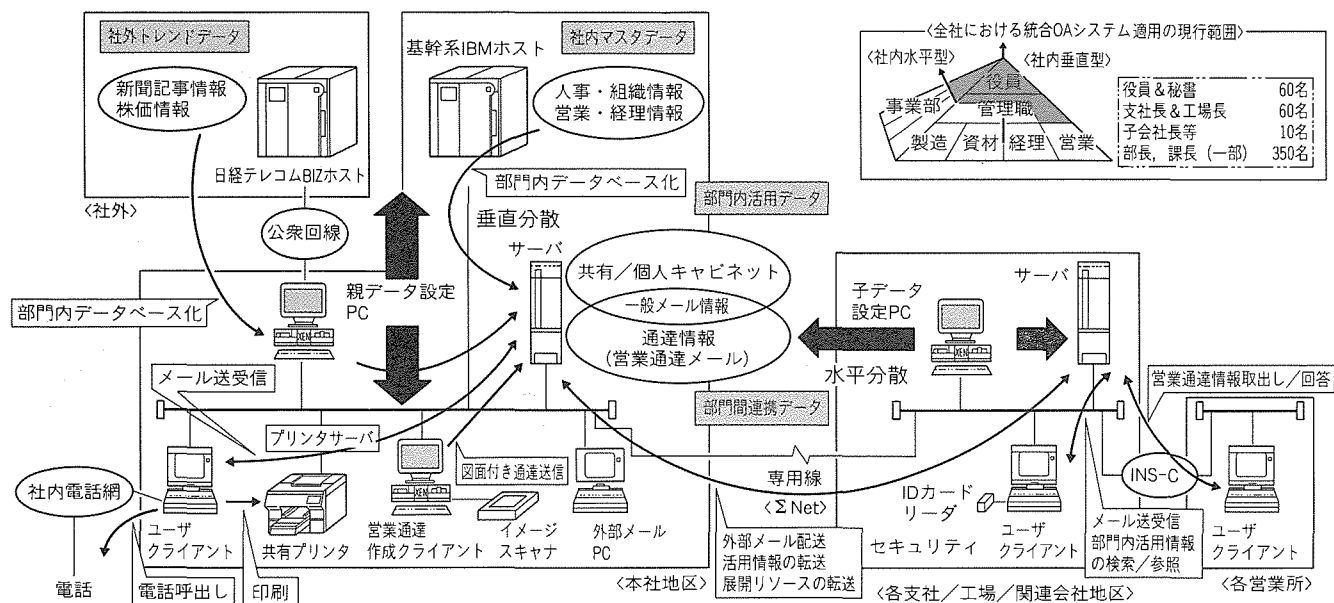 社外トレンドデータ
新聞記事情報
株価情報
日経テレコムBIZホスト
〈社外〉
公衆回線
社内マスタデータ
基幹系IBMホスト
人事・組織情報
営業・経理情報
部門内データベース化
垂直分散
部門内活用データ
サーバ
共有／個人キャビネット
一般メール情報
通達情報
(営業通達メール)
部門内データベース化
親データ設定
PC
XEN
メール送受信
プリンタサーバ
図面付き通達送信
部門間連携データ
社内電話網
電話
電話呼出し
ユーザ
クライアント
印刷
共有プリンタ
XEN
営業通達
作成クライアント
イメージ
スキャナ
外部メール
PC
〈本社地区〉
〈全社における統合OAシステム適用の現行範囲〉
〈社内水平型〉
〈社内垂直型〉
役員
管理職
事業部
製造
資材
経理
営業
役員&秘書 60名
支社長&工場長 60名
子会社長等 10名
部長，課長（一部） 350名
子データ
設定PC
XEN
サーバ
水平分散
営業通達情報取出し／回答
専用線
〈ΣNet〉
外部メール配送
活用情報の転送
展開リソースの転送
IDカード
リーダ
セキュリティ
ユーザ
クライアント
メール送受信
部門内活用情報
の検索／参照
INS-C
ユーザ
クライアント
〈各支社／工場／関連会社地区〉
〈各営業所〉